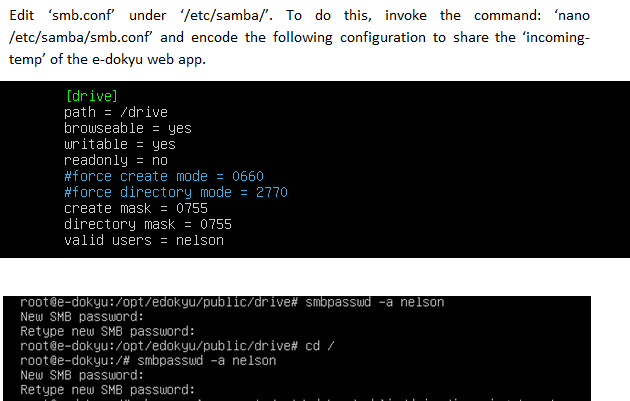 Edit ‘smb.conf’ under ‘/etc/samba/’. To do this, invoke the command: ‘nano
/etc/samba/smb.conf’ and encode the following configuration to share the ‘incoming-
temp’ of the e-dokyu web app.
[drive]
path = /drive
browseable = yes
writable = yes
readonly = no
#force create mode = 0660
#force directory mode = 2770
create mask = 0755
directory mask = 0755
valid users = nelson
root@e-dokyu:/opt/edokyu/public/drive# smbpasswd -a nelson
New SMB password:
Retype new SMB password:
root@e-dokyu:/opt/edokyu/public/drive# cd /
root@e-dokyu:/# smbpasswd -a nelson
New SMB password:
Retype new SMB password: